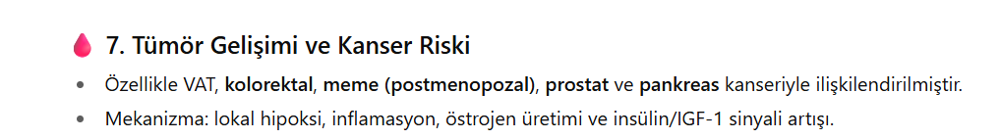 🩸 7. Tümör Gelişimi ve Kanser Riski
• Özellikle VAT, kolorektal, meme (postmenopozal), prostat ve pankreas kanseriyle ilişkilendirilmiştir.
• Mekanizma: lokal hipoksi, inflamasyon, östrojen üretimi ve insülin/IGF-1 sinyali artışı.